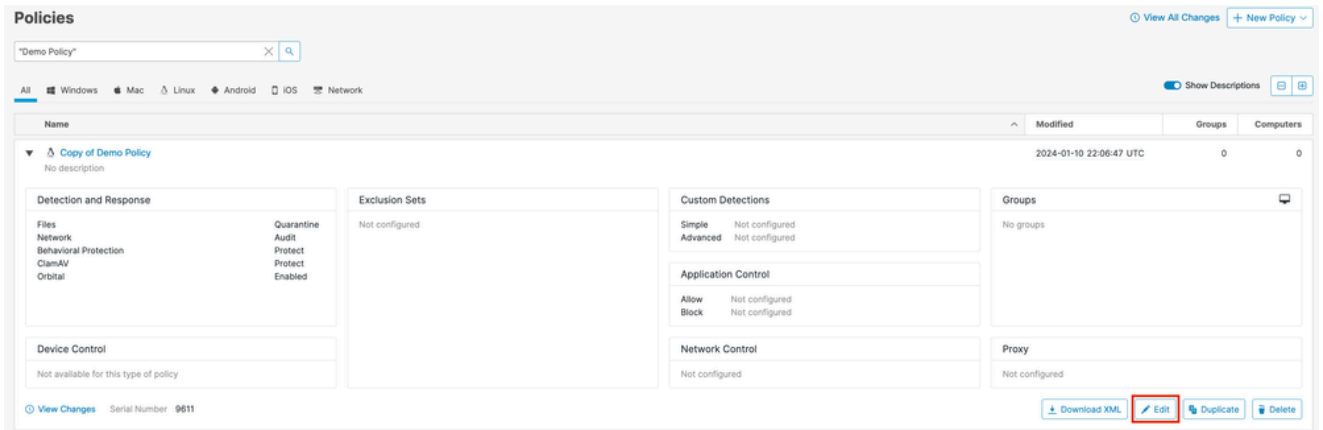 Policies
View All Changes
+ New Policy
"Demo Policy"
All Windows Mac Linux Android iOS Network
Show Descriptions
Name Modified Groups Computers
Copy of Demo Policy 2024-01-10 22:06:47 UTC 0 0
No description
Detection and Response
Files Quarantine
Network Audit
Behavioral Protection Protect
ClamAV Protect
Orbital Enabled
Exclusion Sets
Not configured
Custom Detections
Simple Not configured
Advanced Not configured
Application Control
Allow Not configured
Block Not configured
Groups
No groups
Device Control
Not available for this type of policy
Network Control
Not configured
Proxy
Not configured
View Changes Serial Number 9611
Download XML Edit Duplicate Delete